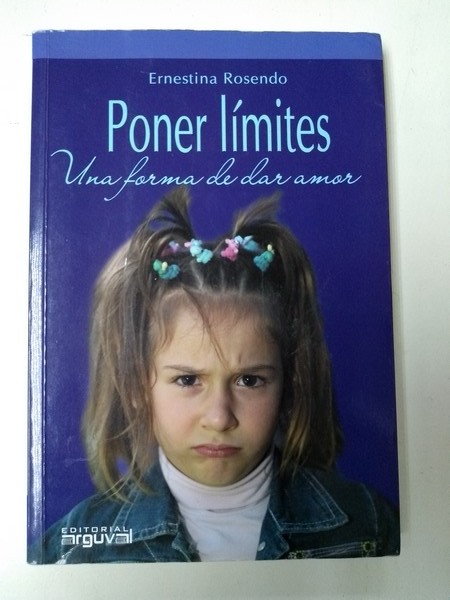 Ernestina Rosendo
Poner límites
Una forma de dar amor
EDITORIAL
arguval